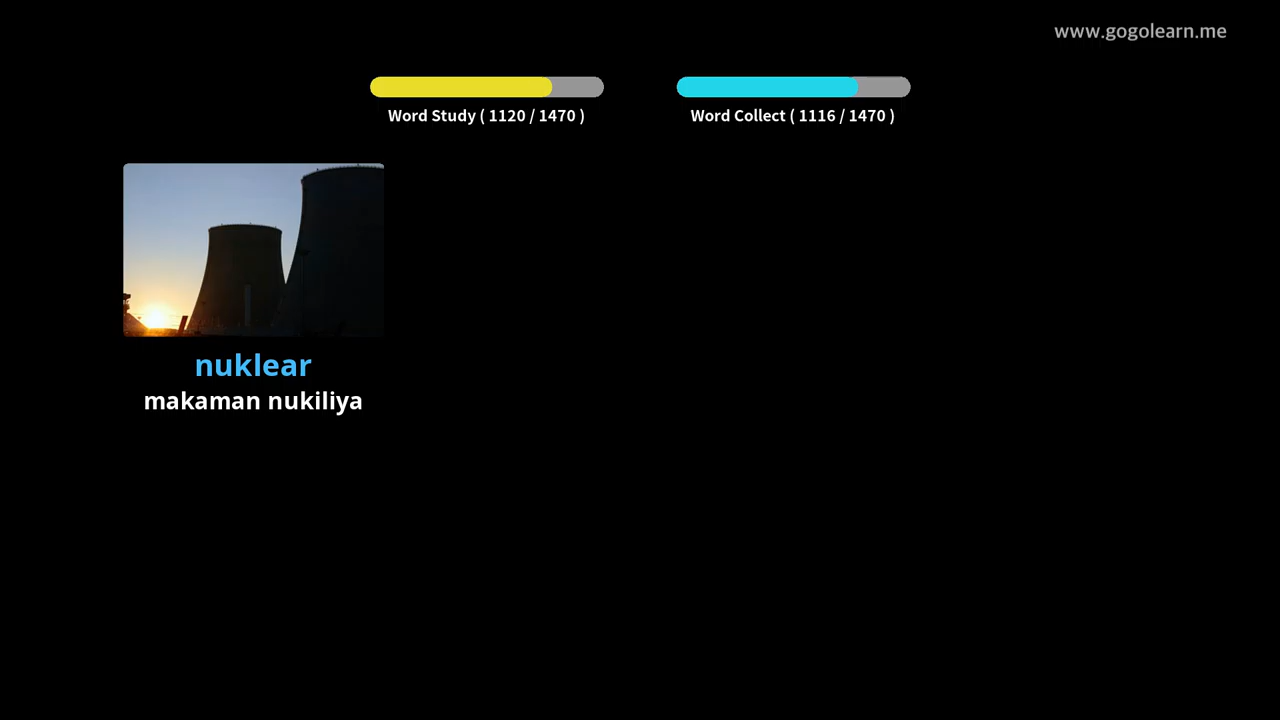 www.gogolearn.me
Word Study ( 1120 / 1470 )
Word Collect ( 1116 / 1470 )
nuklear
makaman nukiliya